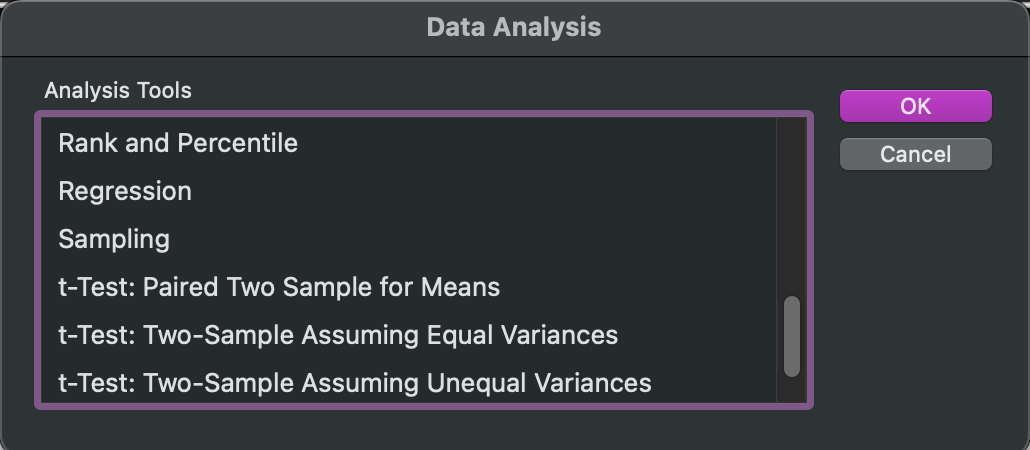 Data Analysis
Analysis Tools
Rank and Percentile
Regression
Sampling
t-Test: Paired Two Sample for Means
t-Test: Two-Sample Assuming Equal Variances
t-Test: Two-Sample Assuming Unequal Variances
OK
Cancel